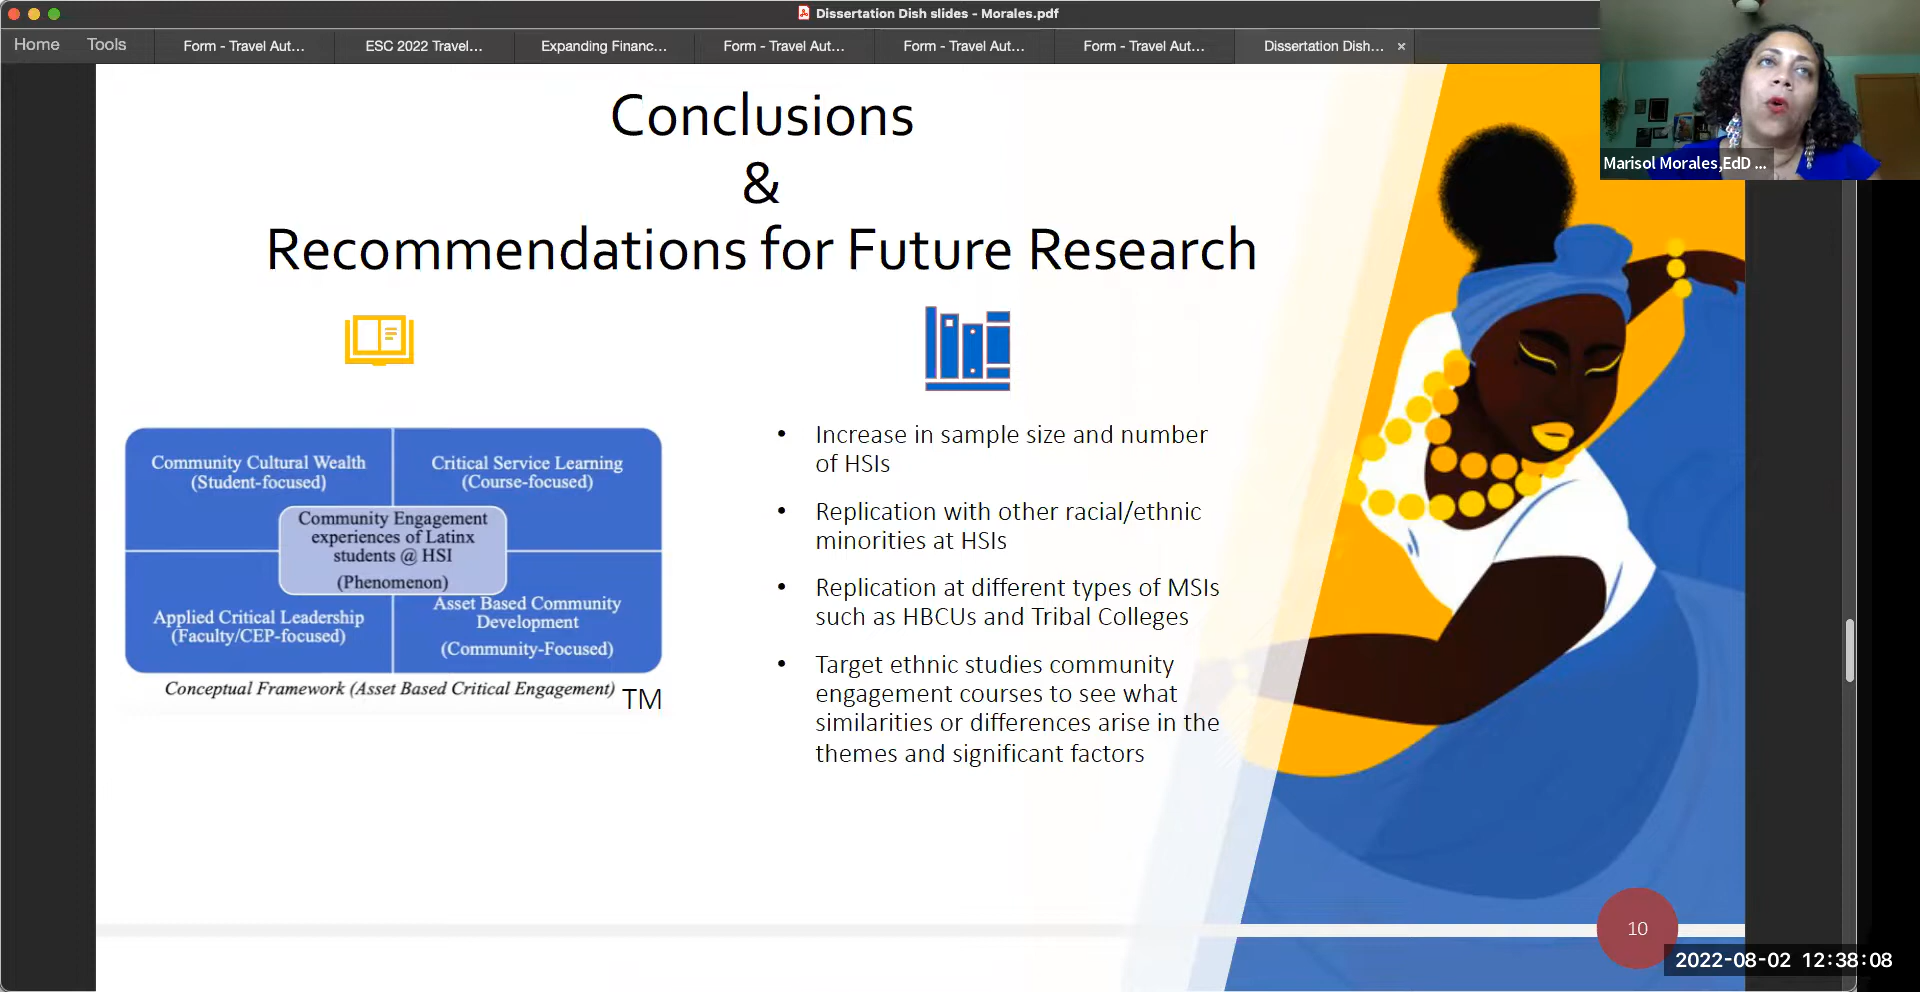 Dissertation Dish slides - Morales.pdf
Home
Tools
Form - Travel Aut...
ESC 2022 Travel...
Expanding Financ...
Form - Travel Aut...
Form - Travel Aut...
Form - Travel Aut...
Dissertation Dish...
×
Marisol Morales,EdD ...
Conclusions
&
Recommendations for Future Research
Community Cultural Wealth
(Student-focused)
Critical Service Learning
(Course-focused)
Community Engagement
experiences of Latinx
students @ HSI
(Phenomenon)
Applied Critical Leadership
(Faculty/CEP-focused)
Asset Based Community
Development
(Community-Focused)
Conceptual Framework (Asset Based Critical Engagement) TM
• Increase in sample size and number
of HSIs
• Replication with other racial/ethnic
minorities at HSIs
• Replication at different types of MSIs
such as HBCUs and Tribal Colleges
• Target ethnic studies community
engagement courses to see what
similarities or differences arise in the
themes and significant factors
10
2022-08-02 12:38:08